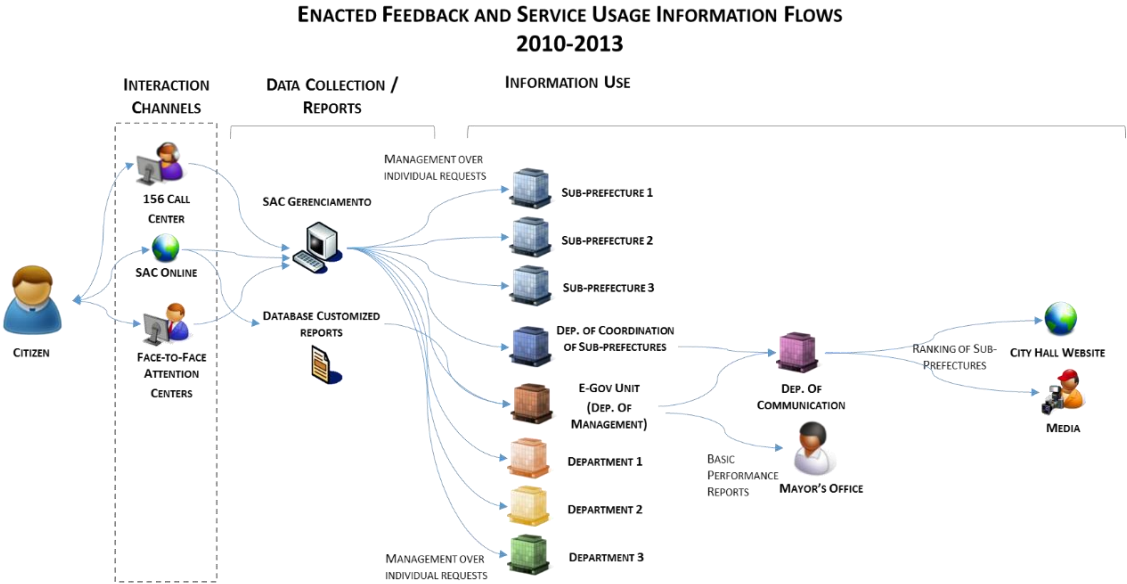 ENACTED FEEDBACK AND SERVICE USAGE INFORMATION FLOWS
2010-2013
INTERACTION
CHANNELS
DATA COLLECTION /
REPORTS
INFORMATION USE
MANAGEMENT OVER
INDIVIDUAL REQUESTS
156 CALL
CENTER
SAC ONLINE
FACE-TO-FACE
ATTENTION
CENTERS
CITIZEN
SAC GERENCIAMENTO
DATABASE CUSTOMIZED
REPORTS
SUB-PREFECTURE 1
SUB-PREFECTURE 2
SUB-PREFECTURE 3
DEP. OF COORDINATION
OF SUB-PREFECTURES
E-GOV UNIT
(DEP. OF
MANAGEMENT)
DEPARTMENT 1
DEPARTMENT 2
DEPARTMENT 3
MANAGEMENT OVER
INDIVIDUAL REQUESTS
DEP. OF
COMMUNICATION
BASIC
PERFORMANCE
REPORTS
MAYOR'S OFFICE
RANKING OF SUB-
PREFECTURES
CITY HALL WEBSITE
MEDIA